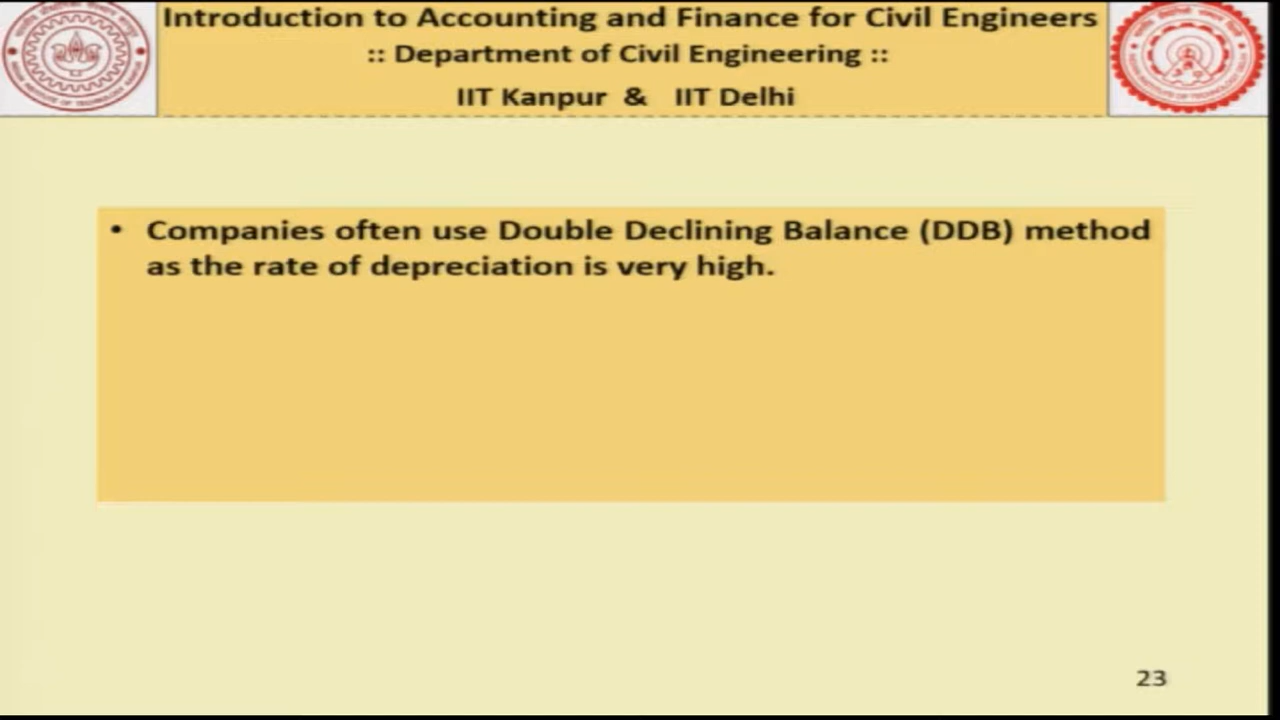 Introduction to Accounting and Finance for Civil Engineers
:: Department of Civil Engineering ::
IIT Kanpur & IIT Delhi
• Companies often use Double Declining Balance (DDB) method
as the rate of depreciation is very high.
23